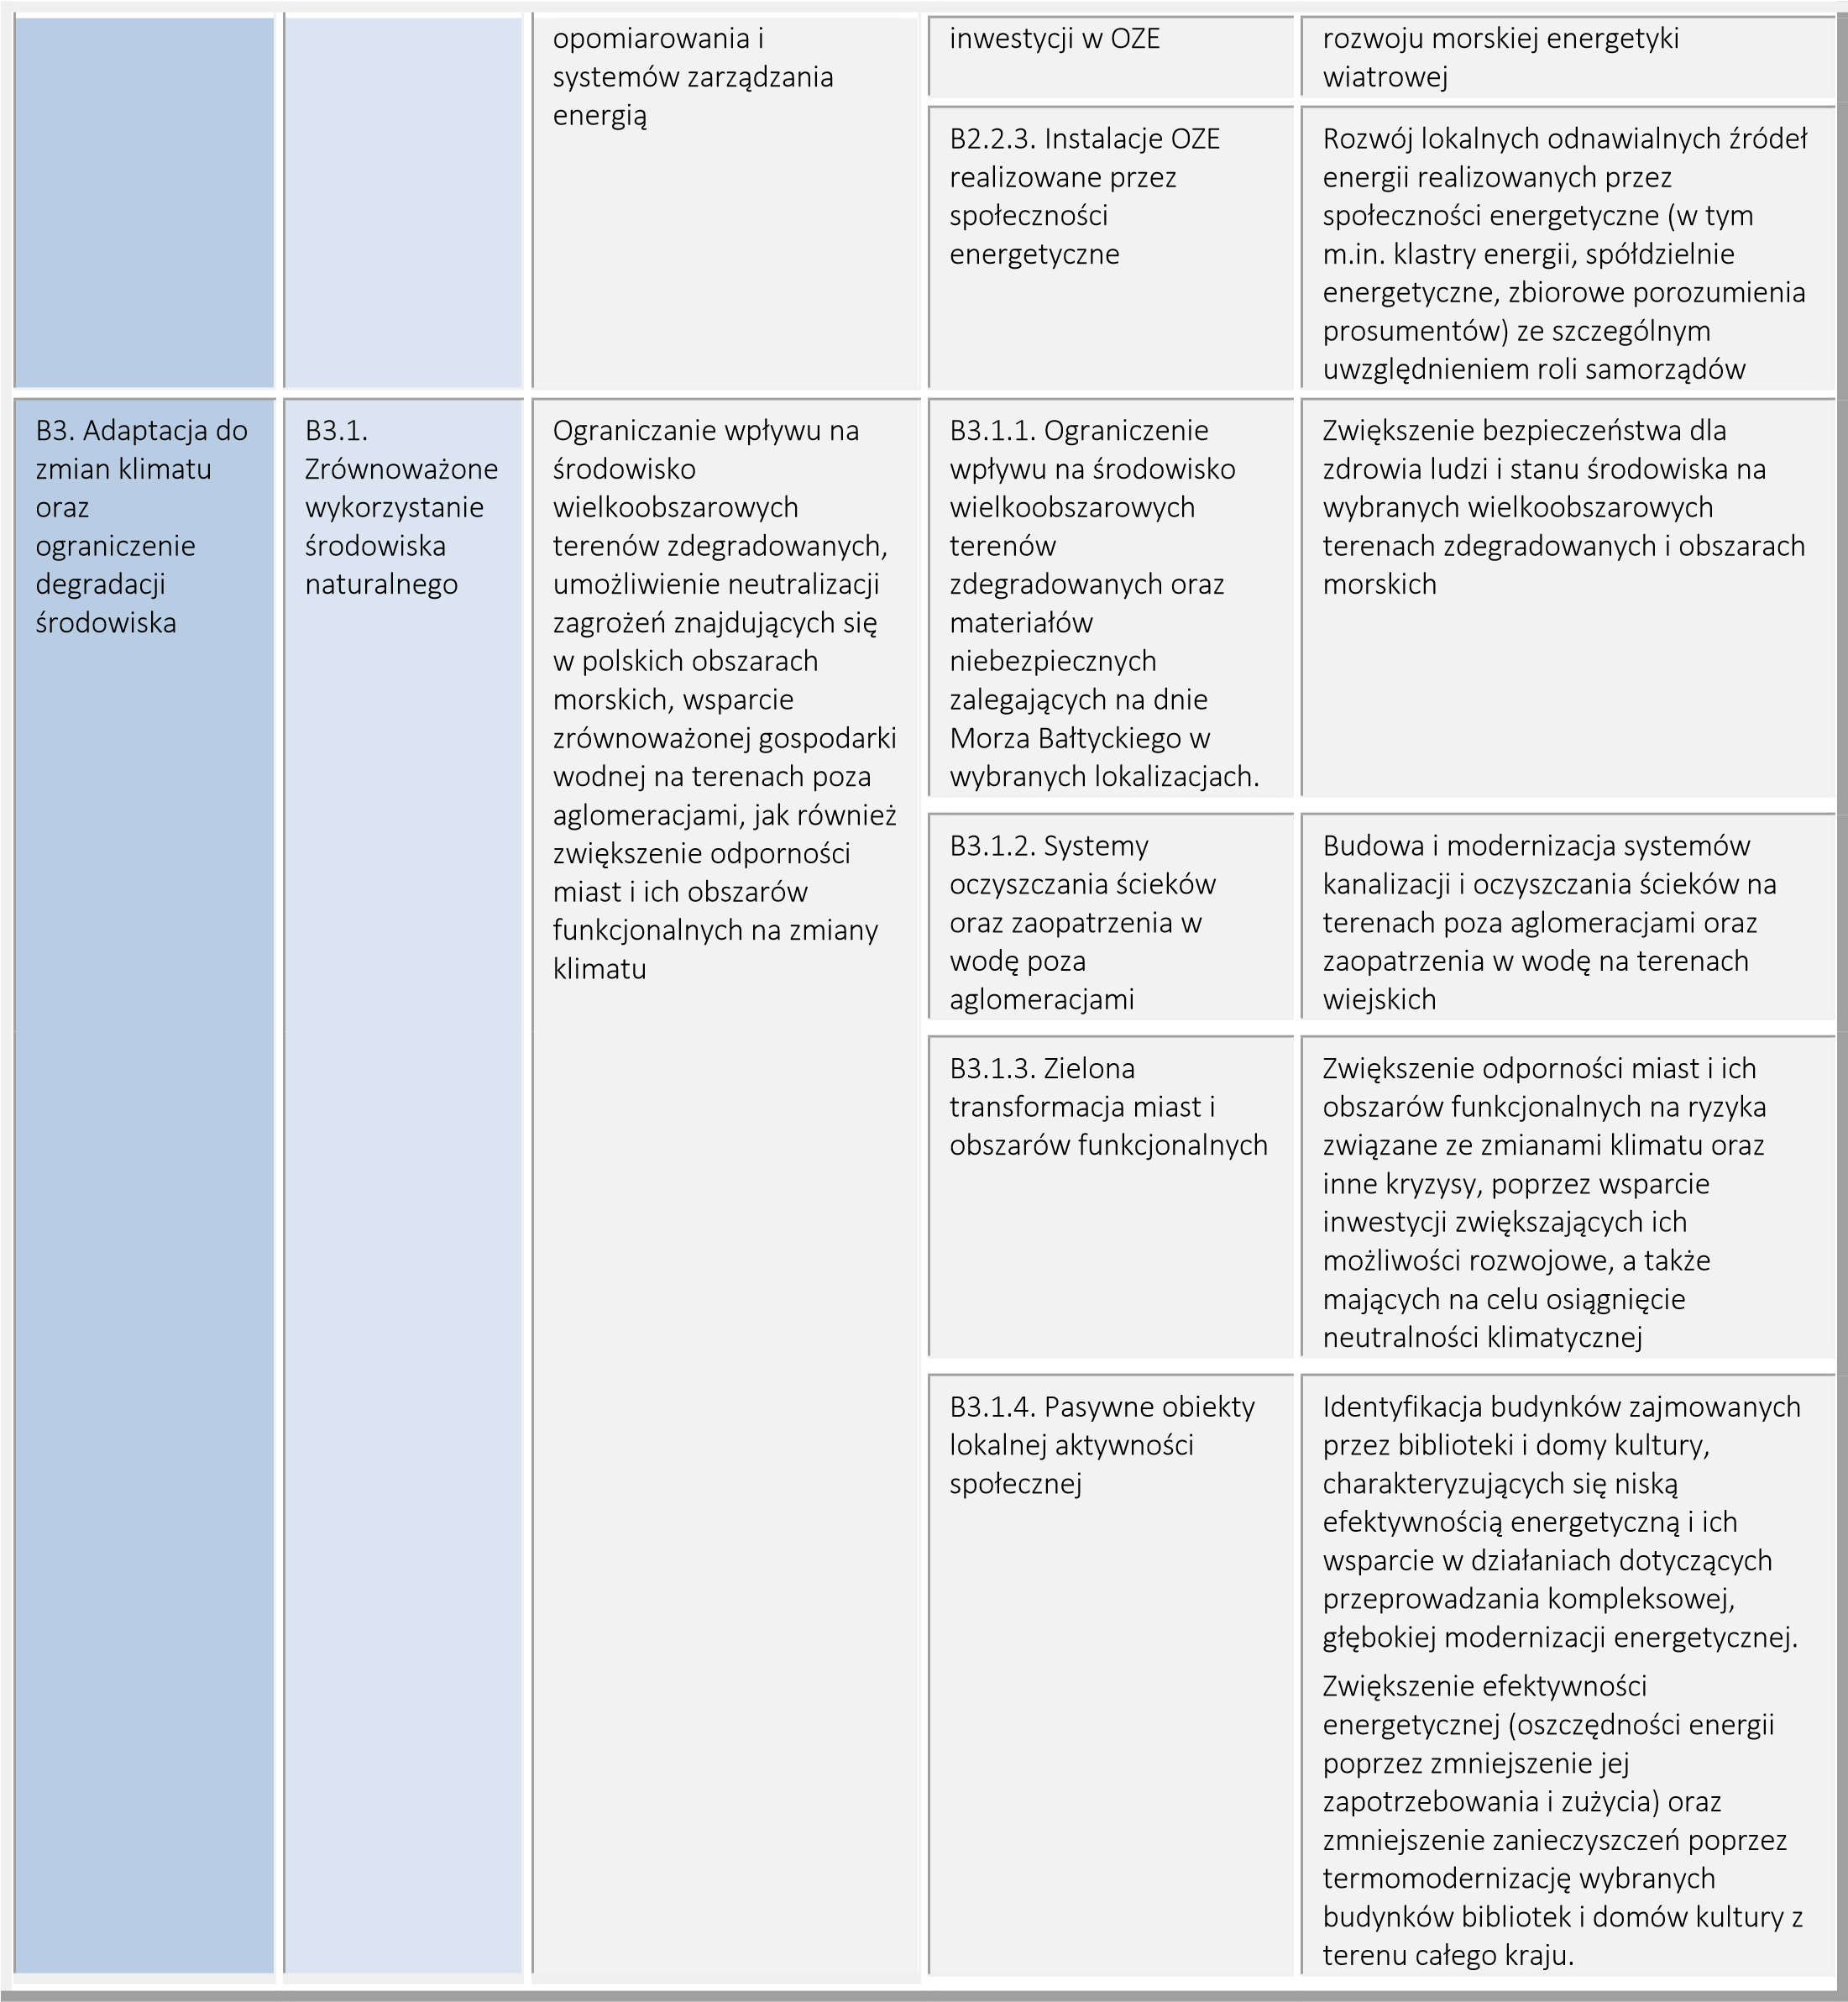 opomiarowania i
systemów zarządzania
energią
inwestycji w OZE
rozwoju morskiej energetyki
wiatrowej
B2.2.3. Instalacje OZE
realizowane przez
społeczności
energetyczne
Rozwój lokalnych odnawialnych źródeł
energii realizowanych przez
społeczności energetyczne (w tym
m.in. klastry energii, spółdzielnie
energetyczne, zbiorowe porozumienia
prosumentów) ze szczególnym
uwzględnieniem roli samorządów
B3. Adaptacja do
zmian klimatu
oraz
ograniczenie
degradacji
środowiska
B3.1.
Zrównoważone
wykorzystanie
środowiska
naturalnego
Ograniczanie wpływu na
środowisko
wielkoobszarowych
terenów zdegradowanych,
umożliwienie neutralizacji
zagrożeń znajdujących się
w polskich obszarach
morskich, wsparcie
zrównoważonej gospodarki
wodnej na terenach poza
aglomeracjami, jak również
zwiększenie odporności
miast i ich obszarów
funkcjonalnych na zmiany
klimatu
B3.1.1. Ograniczenie
wpływu na środowisko
wielkoobszarowych
terenów
zdegradowanych oraz
materiałów
niebezpiecznych
zalegających na dnie
Morza Bałtyckiego w
wybranych lokalizacjach.
Zwiększenie bezpieczeństwa dla
zdrowia ludzi i stanu środowiska na
wybranych wielkoobszarowych
terenach zdegradowanych i obszarach
morskich
B3.1.2. Systemy
oczyszczania ścieków
oraz zaopatrzenia w
wodę poza
aglomeracjami
Budowa i modernizacja systemów
kanalizacji i oczyszczania ścieków na
terenach poza aglomeracjami oraz
zaopatrzenia w wodę na terenach
wiejskich
B3.1.3. Zielona
transformacja miast i
obszarów funkcjonalnych
Zwiększenie odporności miast i ich
obszarów funkcjonalnych na ryzyka
związane ze zmianami klimatu oraz
inne kryzysy, poprzez wsparcie
inwestycji zwiększających ich
możliwości rozwojowe, a także
mających na celu osiągnięcie
neutralności klimatycznej
B3.1.4. Pasywne obiekty
lokalnej aktywności
społecznej
Identyfikacja budynków zajmowanych
przez biblioteki i domy kultury,
charakteryzujących się niską
efektywnością energetyczną i ich
wsparcie w działaniach dotyczących
przeprowadzania kompleksowej,
głębokiej modernizacji energetycznej.
Zwiększenie efektywności
energetycznej (oszczędności energii
poprzez zmniejszenie jej
zapotrzebowania i zużycia) oraz
zmniejszenie zanieczyszczeń poprzez
termomodernizację wybranych
budynków bibliotek i domów kultury z
terenu całego kraju.